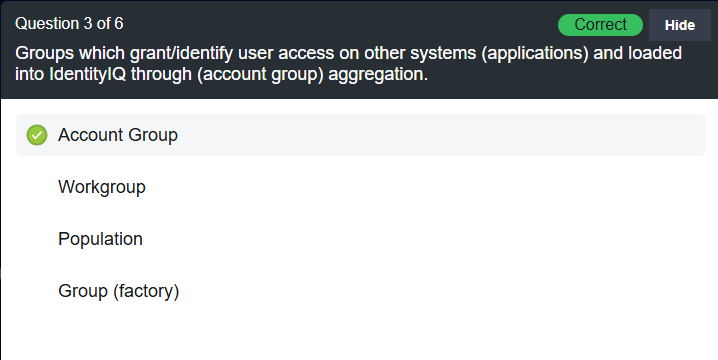 Question 3 of 6
Correct
Hide
Groups which grant/identify user access on other systems (applications) and loaded
into IdentityIQ through (account group) aggregation.
Account Group
Workgroup
Population
Group (factory)